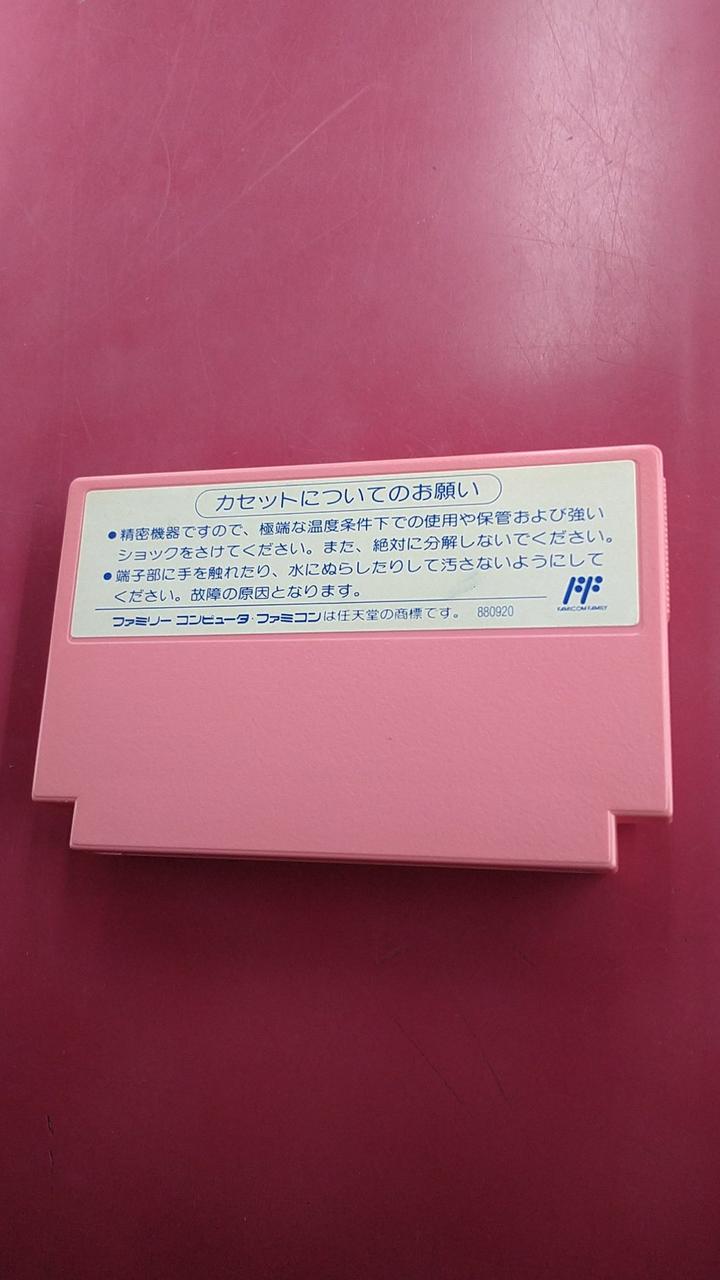 カセットについてのお願い
●精密機器ですので、極端な温度条件下での使用や保管および強い
ショックをさけてください。また、絶対に分解しないでください。
●端子部に手を触れたり、水にぬらしたりして汚さないようにして
ください。故障の原因となります。
FF
FAMICOM FAMILY
ファミリー コンピュータ・ファミコンは任天堂の商標です。 880920